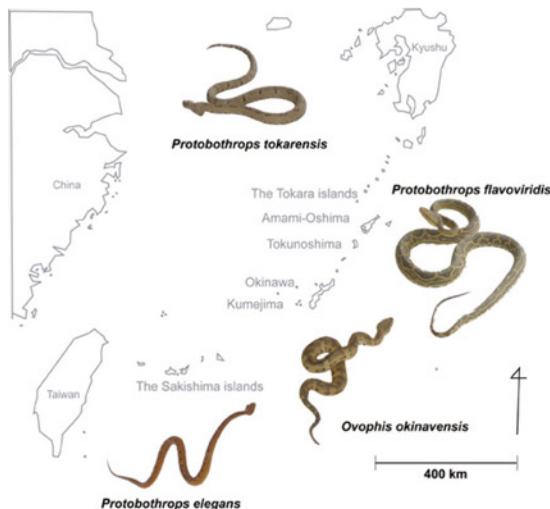 Kyushu
Protobothrops tokarensis
China
The Tokara islands
Protobothrops flavoviridis
Amami-Oshima
Tokunoshima
Okinawa
Kumejima
Taiwan
The Sakishima islands
Ovophis okinavensis
400 km
Protobothrops elegans